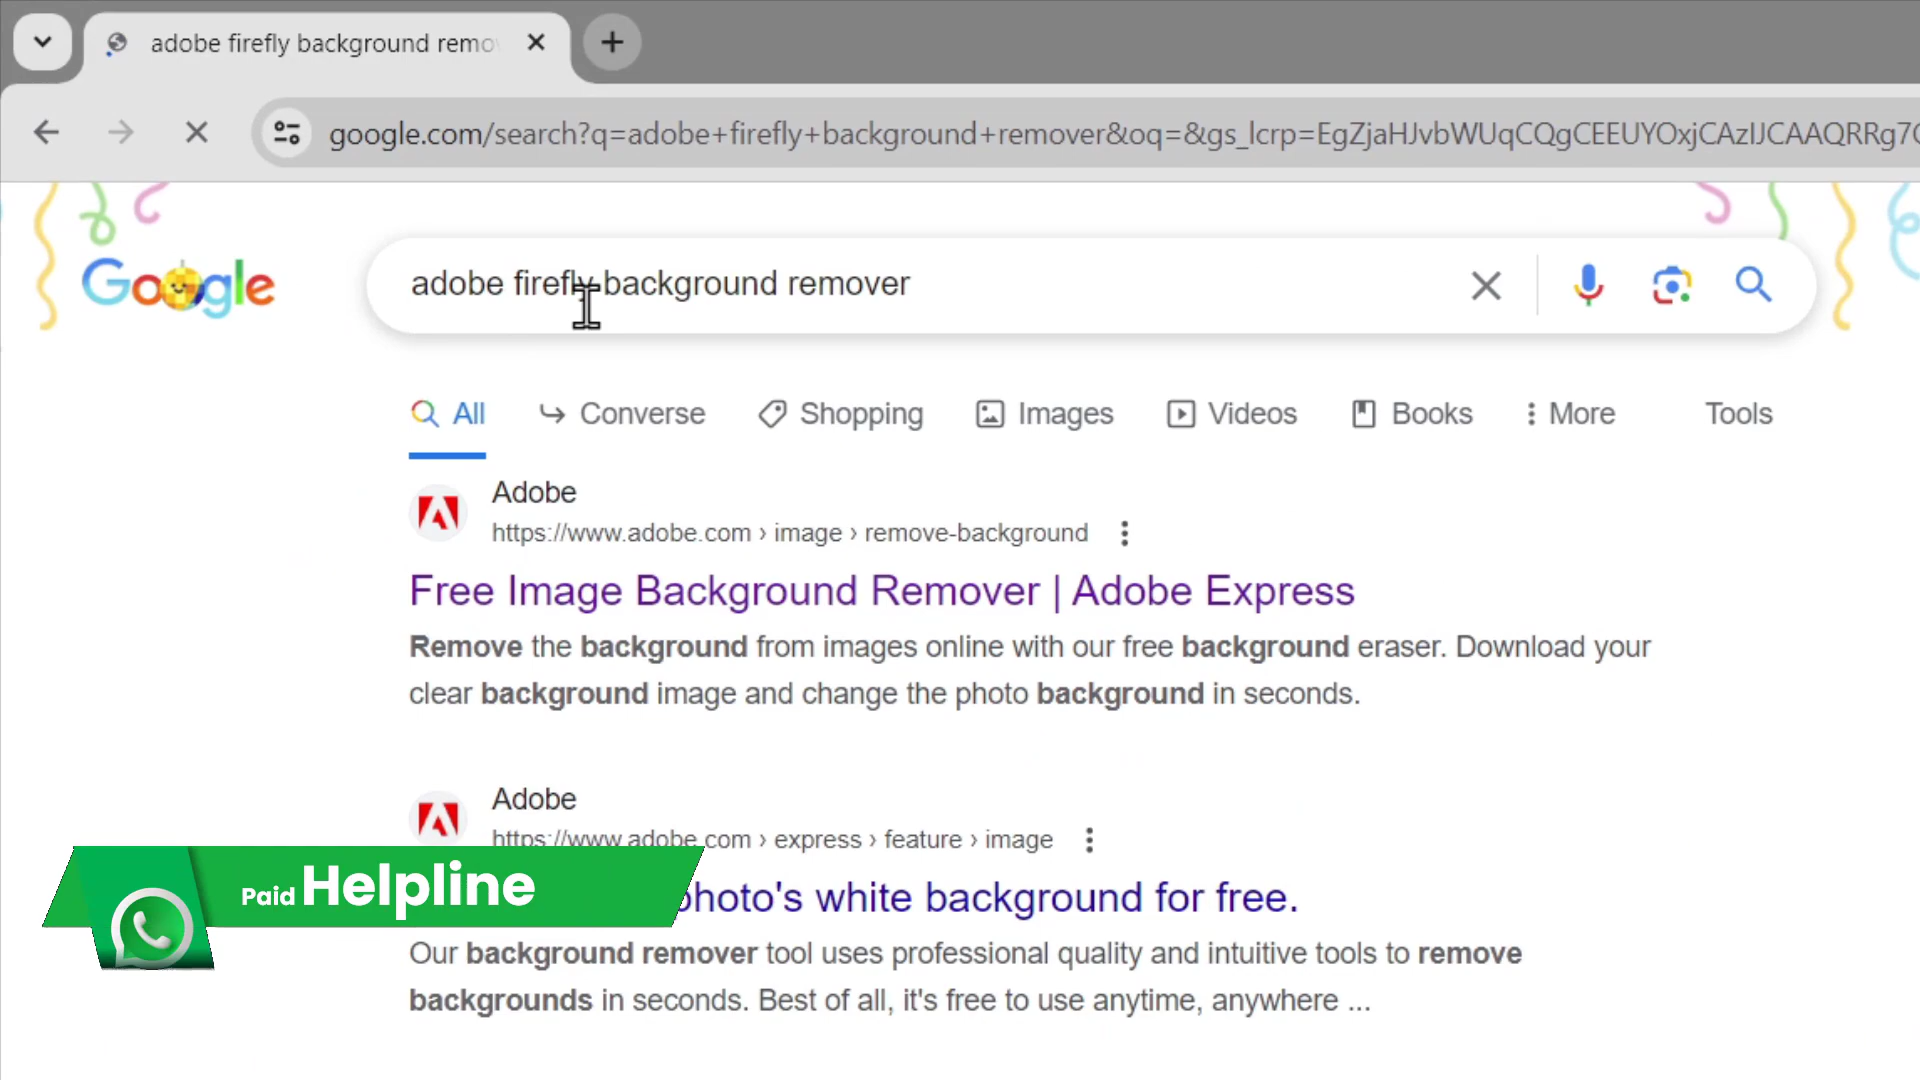 adobe firefly background remo
google.com/search?q=adobe+firefly+background+remover&oq=&gs_lcrp=EgZjaHJvbWUqCQgCEEUYOxjCAzIJCAAQRRg7G
Google
adobe firefly background remover
All Converse Shopping Images Videos Books More Tools
Adobe
https://www.adobe.com › image › remove-background
Free Image Background Remover | Adobe Express
Remove the background from images online with our free background eraser. Download your
clear background image and change the photo background in seconds.
Adobe
https://www.adobe.com › express › feature › image
photo's white background for free.
Our background remover tool uses professional quality and intuitive tools to remove
backgrounds in seconds. Best of all, it's free to use anytime, anywhere ...
Paid Helpline